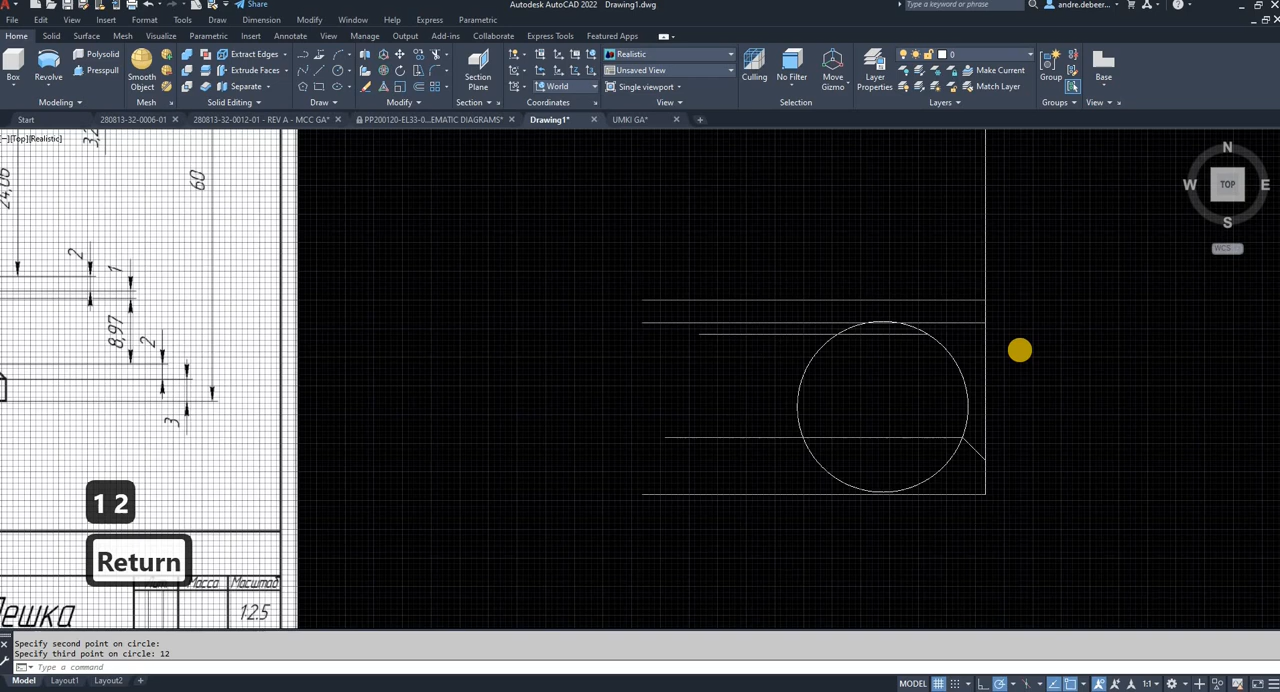 Share
Autodesk AutoCAD 2022 Drawing1.dwg
Type a keyword or phrase
andre.debeer...
File Edit View Insert Format Tools Draw Dimension Modify Window Help Express Parametric
Home Solid Surface Mesh Visualize Parametric Insert Annotate View Manage Output Add-ins Collaborate Express Tools Featured Apps
Box
Revolve
Polysolid
Presspull
Smooth Object
Extrude Edges
Extrude Faces
Separate
Section Plane
World
Realistic
Unsaved View
Single viewport
Culling
No Filter
Move Gizmo
Layer Properties
0
Make Current
Match Layer
Group
Base
Modeling
Mesh
Solid Editing
Draw
Modify
Section
Coordinates
View
Selection
Layers
Groups
View
Start
280813-32-0006-01
280813-32-0012-01 - REV A - MCC GA*
PP200120-EL33-0...EMATIC DIAGRAMS*
Drawing1*
UMKI GA*
[−][Top][Realistic]
24,06
60
2
1
8,97
2
3
N
W
TOP
E
S
WCS
1 2
Return
Масса
Масштаб
1:2.5
Пешка
Specify second point on circle:
Specify third point on circle: 12
Type a command
Model Layout1 Layout2
MODEL
1:1